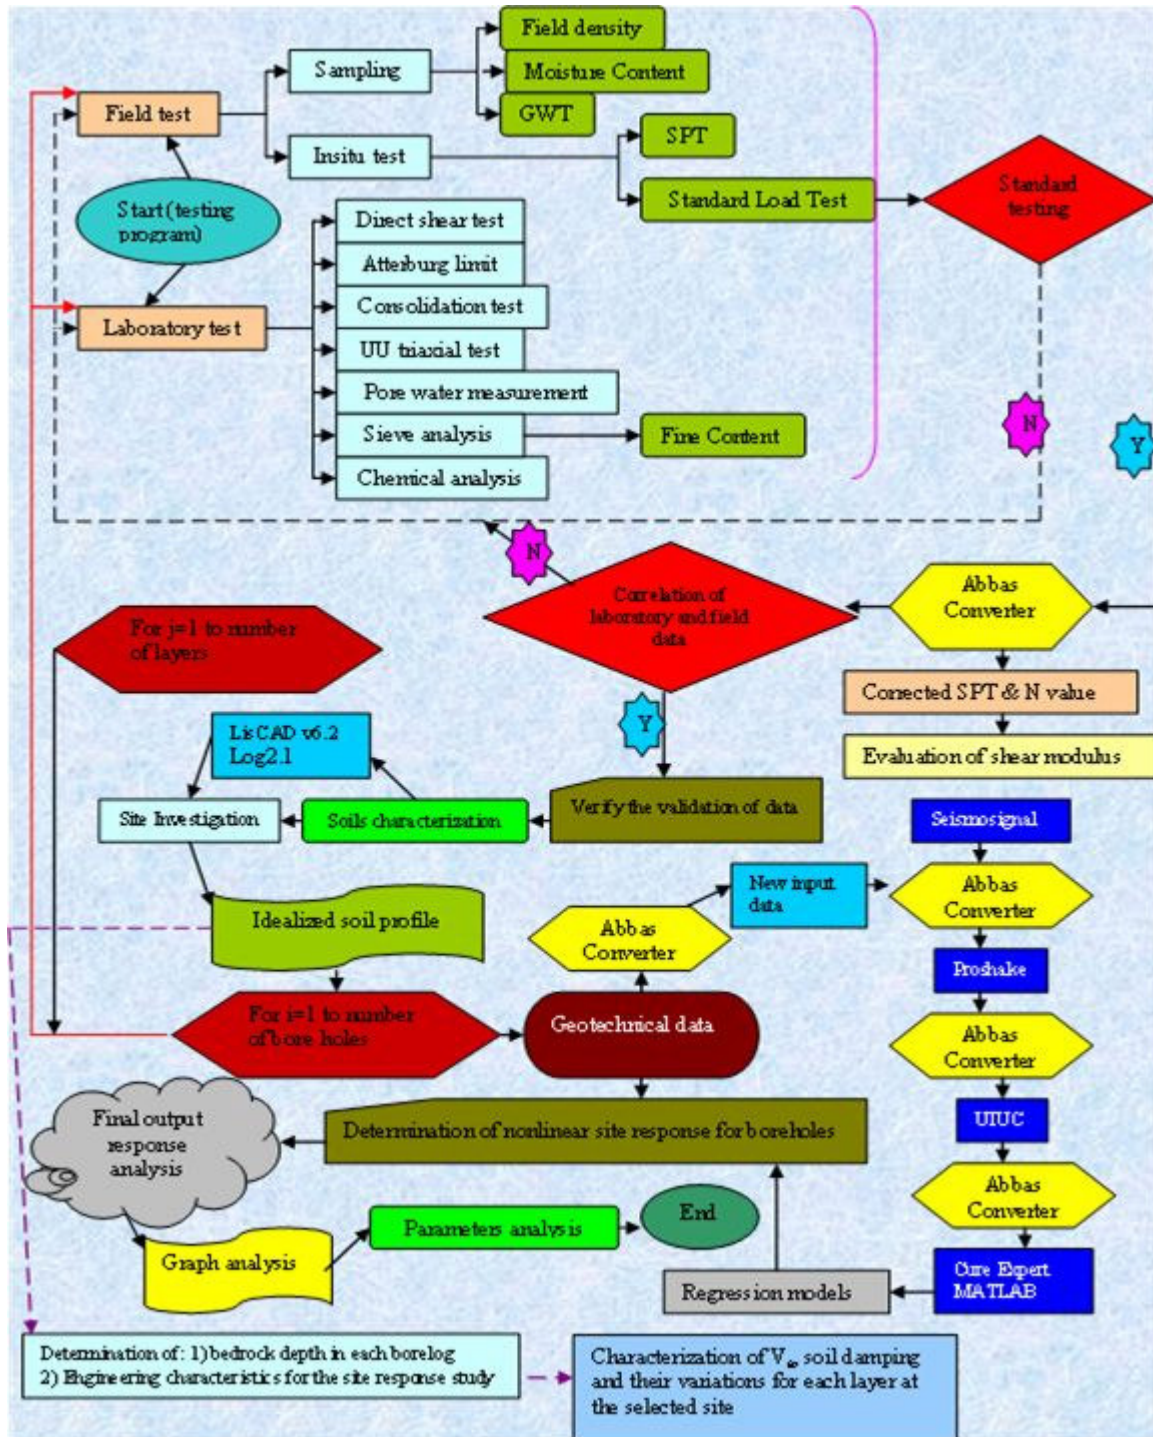 Field density
Sampling
Moisture Content
Field test
GWT
SPT
Insitu test
Standard
testing
Start (testing
program)
Standard Load Test
Direct shear test
Atterburg limit
Consolidation test
Laboratory test
UU triaxial test
Pore water measurement
N
Sieve analysis
Fine Content
Y
Chemical analysis
N
Correlation of
laboratory and field
data
Abbas
Converter
For j=1 to number
of layers
Corrected SPT & N value
Y
LisCAD v6.2
Log2.1
Evaluation of shear modulus
Site Investigation
Soils characterization
Verify the validation of data
Seismosignal
New input
data
Abbas
Converter
Idealized soil profile
Abbas
Converter
Proshake
For i=1 to number
of bore holes
Geotechnical data
Abbas
Converter
Final output
response
analysis
Determination of nonlinear site response for boreholes
UIUC
Abbas
Converter
End
Parameters analysis
Graph analysis
Regression models
Cure Expert
MATLAB
Determination of: 1) bedrock depth in each borelog
2) Engineering characteristics for the site response study
Characterization of V soil damping
and their variations for each layer at
the selected site